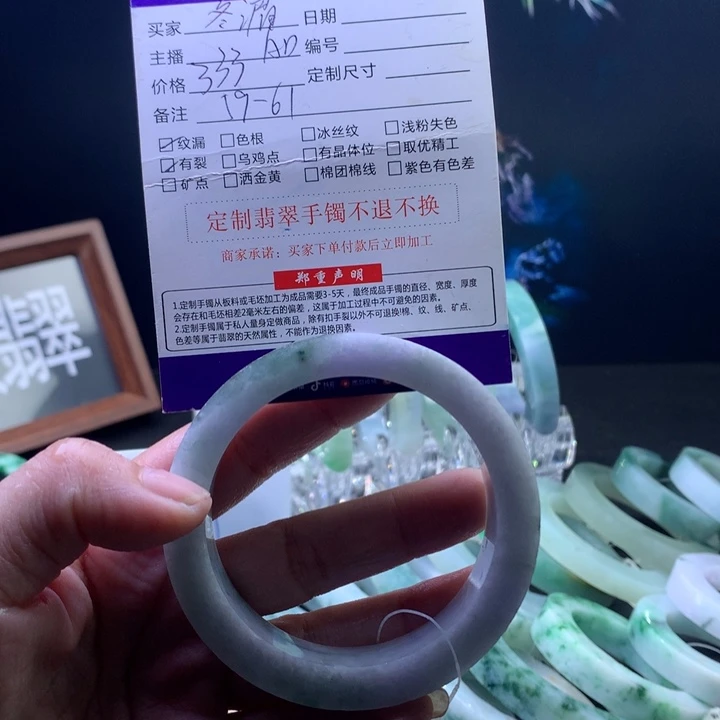 买家 日期
主播 编号
价格 333 定制尺寸
备注 59-61
☑纹漏 □色根 □冰丝纹 □浅粉失色
☑有裂 □乌鸡点 □有晶体位 □取优精工
□矿点 □洒金黄 □棉团棉线 □紫色有色差
定制翡翠手镯不退不换
商家承诺：买家下单付款后立即加工
郑重声明
1.定制手镯从板料或毛坯加工为成品需要3-5天，最终成品手镯的直径、宽度、厚度
会存在和毛坯相差2毫米左右的偏差，这属于加工过程中不可避免的因素。
2.定制手镯属于私人量身定做商品，除有扣手裂以外不可退换!棉、纹、线、矿点、
色差等属于翡翠的天然属性，不能作为退换因素。
翡翠